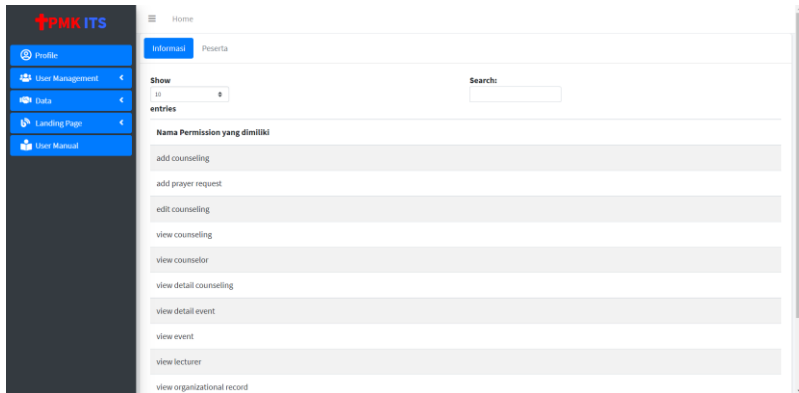 PMK ITS
Home
Profile
User Management
Data
Landing Page
User Manual
Informasi
Peserta
Show
10
entries
Search:
Nama Permission yang dimiliki
add counseling
add prayer request
edit counseling
view counseling
view counselor
view detail counseling
view detail event
view event
view lecturer
view organizational record